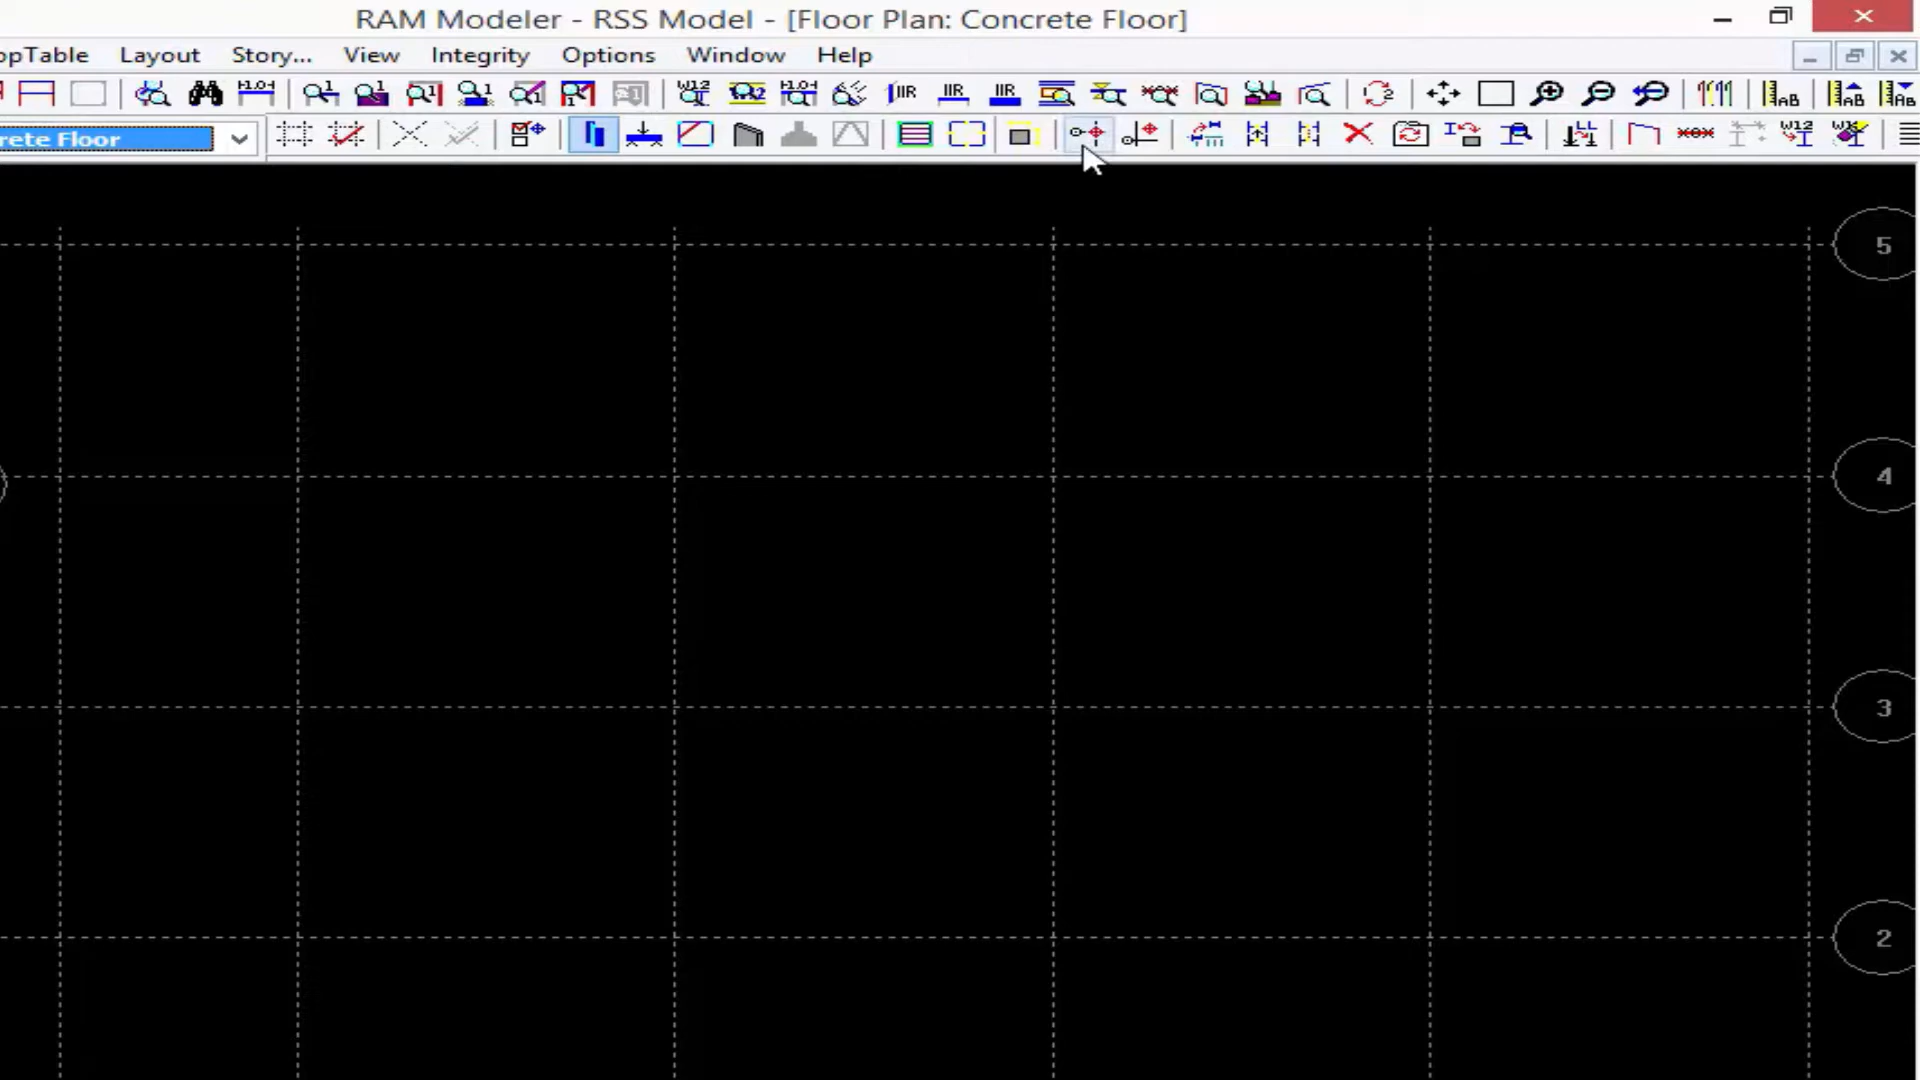 RAM Modeler - RSS Model - [Floor Plan: Concrete Floor]
opTable Layout Story... View Integrity Options Window Help
rete Floor
5
4
3
2